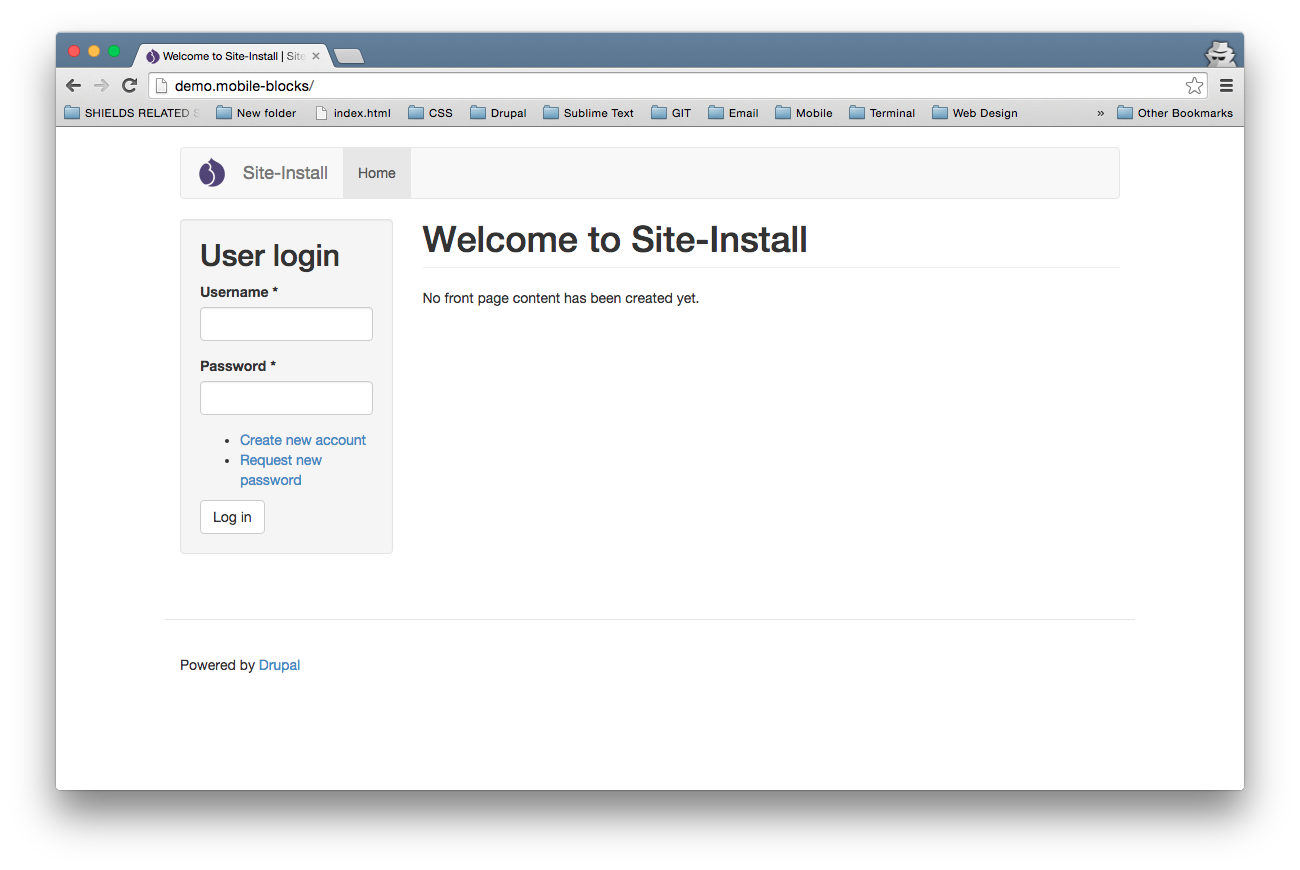 Welcome to Site-Install | Site
demo.mobile-blocks/
SHIELDS RELATED New folder index.html CSS Drupal Sublime Text GIT Email Mobile Terminal Web Design » Other Bookmarks
Site-Install Home
User login
Username *
Password *
• Create new account
• Request new
password
Log in
Welcome to Site-Install
No front page content has been created yet.
Powered by Drupal